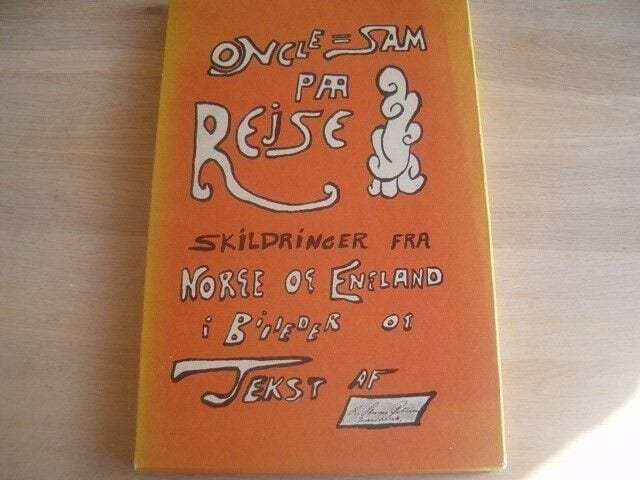 ONCLE=SAM
PAA
REJSE
SKILDRINGER FRA
NORGE OG ENGLAND
i BiLLEDER OG
TEKST AF